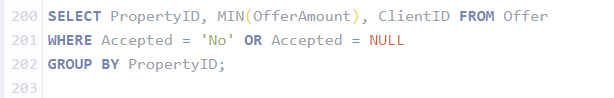 200 SELECT PropertyID, MIN(OfferAmount), ClientID FROM Offer
201 WHERE Accepted = 'No' OR Accepted = NULL
202 GROUP BY PropertyID;
203